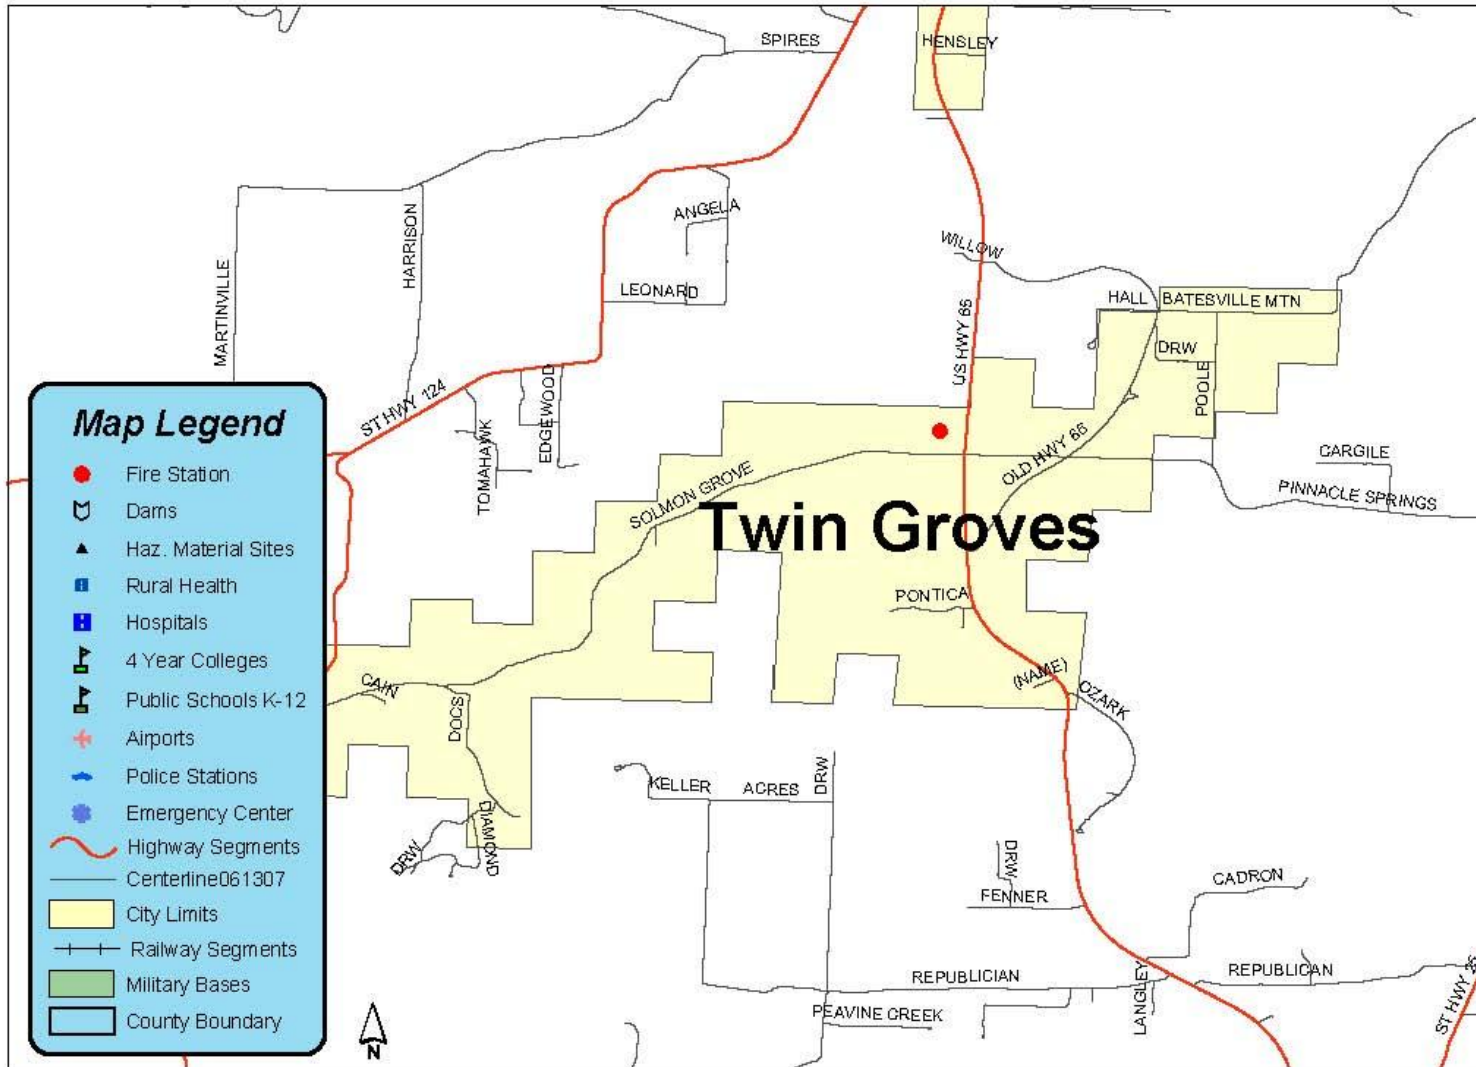 SPIRES
HENSLEY
ANGELA
HARRISON
WILLOW
MARTINVILLE
LEONARD
HALL
BATESVILLE MTN
US HWY 65
DRW
POOLE
ST HWY 124
EDGEWOOD
TOMAHAWK
OLD HWY 65
CARGILE
PINNACLE SPRINGS
SOLMON GROVE
Twin Groves
PONTICA
(NAME)
OZARK
CAIN
DOCS
DIAMOND
DRW
KELLER ACRES
DRW
DRW
FENNER
CADRON
REPUBLICIAN
REPUBLICAN
LANGLEY
PEAVINE CREEK
Map Legend
Fire Station
Dams
Haz. Material Sites
Rural Health
Hospitals
4 Year Colleges
Public Schools K-12
Airports
Police Stations
Emergency Center
Highway Segments
Centerline061307
City Limits
Railway Segments
Military Bases
County Boundary
N